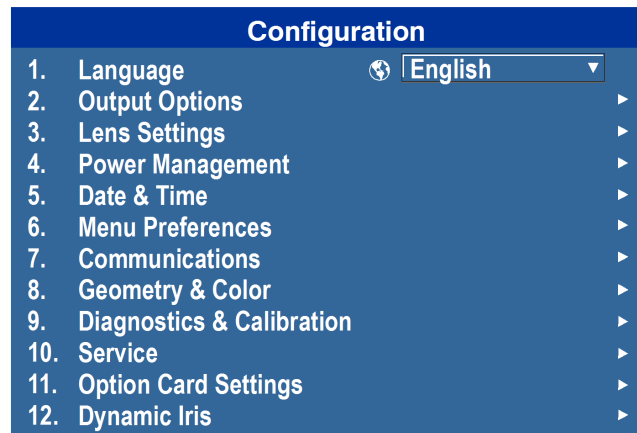 Configuration
1. Language English
2. Output Options
3. Lens Settings
4. Power Management
5. Date & Time
6. Menu Preferences
7. Communications
8. Geometry & Color
9. Diagnostics & Calibration
10. Service
11. Option Card Settings
12. Dynamic Iris